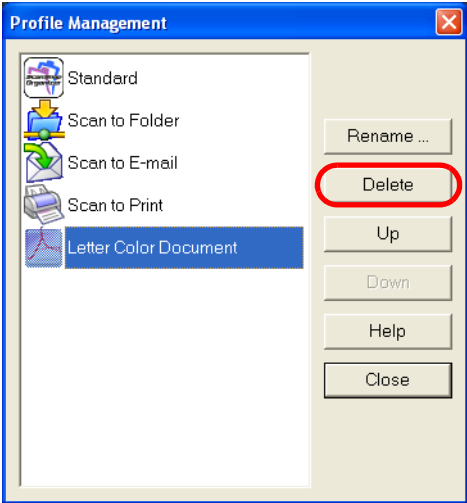 Profile Management
Standard
Scan to Folder
Scan to E-mail
Scan to Print
Letter Color Document
Rename ...
Delete
Up
Down
Help
Close